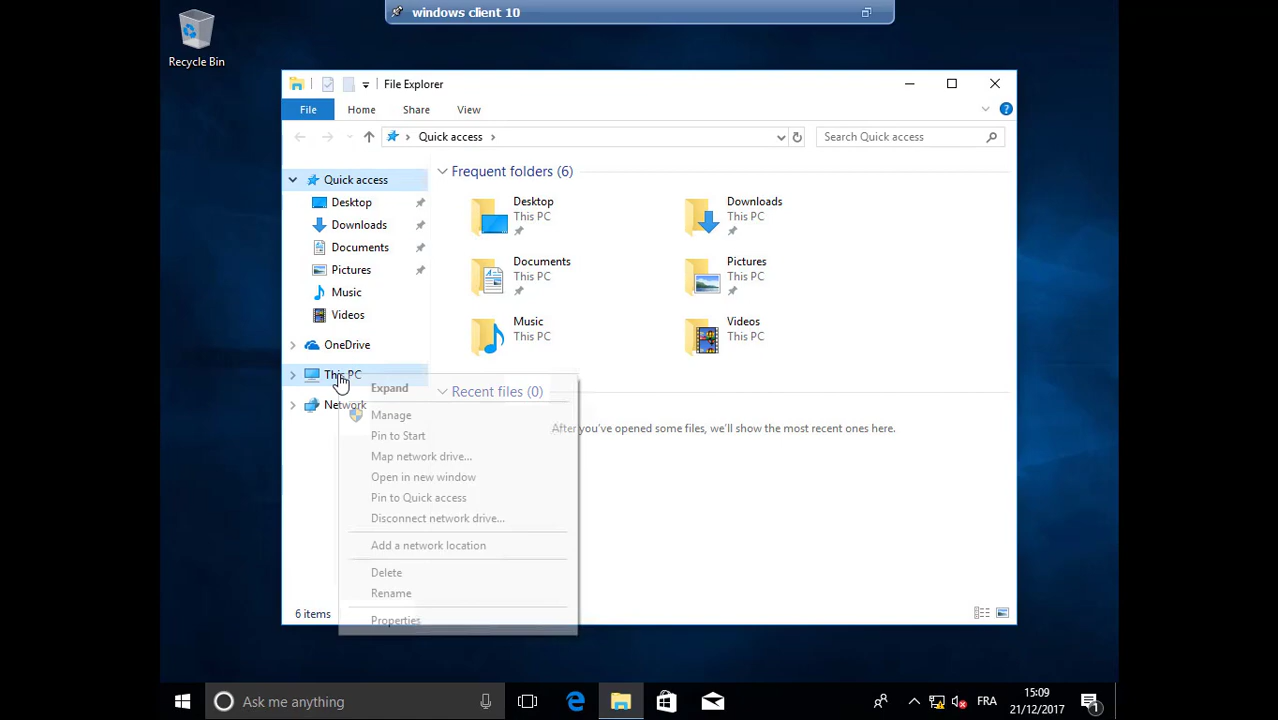 windows client 10
Recycle Bin
File Explorer
File
Home
Share
View
Quick access
Search Quick access
Quick access
Desktop
Downloads
Documents
Pictures
Music
Videos
OneDrive
This PC
Network
Frequent folders (6)
Desktop
This PC
Downloads
This PC
Documents
This PC
Pictures
This PC
Music
This PC
Videos
This PC
Recent files (0)
After you've opened some files, we'll show the most recent ones here.
Expand
Manage
Pin to Start
Map network drive...
Open in new window
Pin to Quick access
Disconnect network drive...
Add a network location
Delete
Rename
Properties
6 items
Ask me anything
FRA
15:09
21/12/2017
1